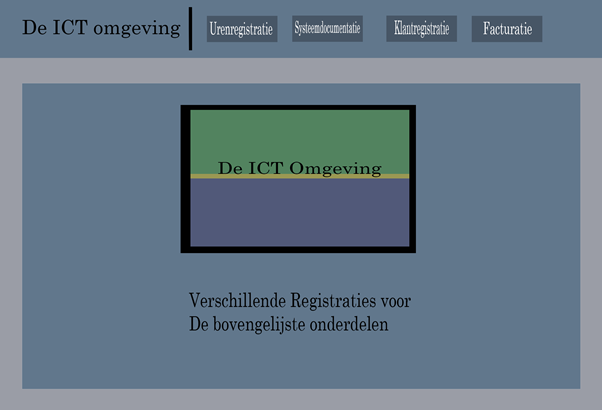 De ICT omgeving
Urenregistratie
Systeemdocumentatie
Klantregistratie
Facturatie
De ICT Omgeving
Verschillende Registraties voor
De bovengelijste onderdelen